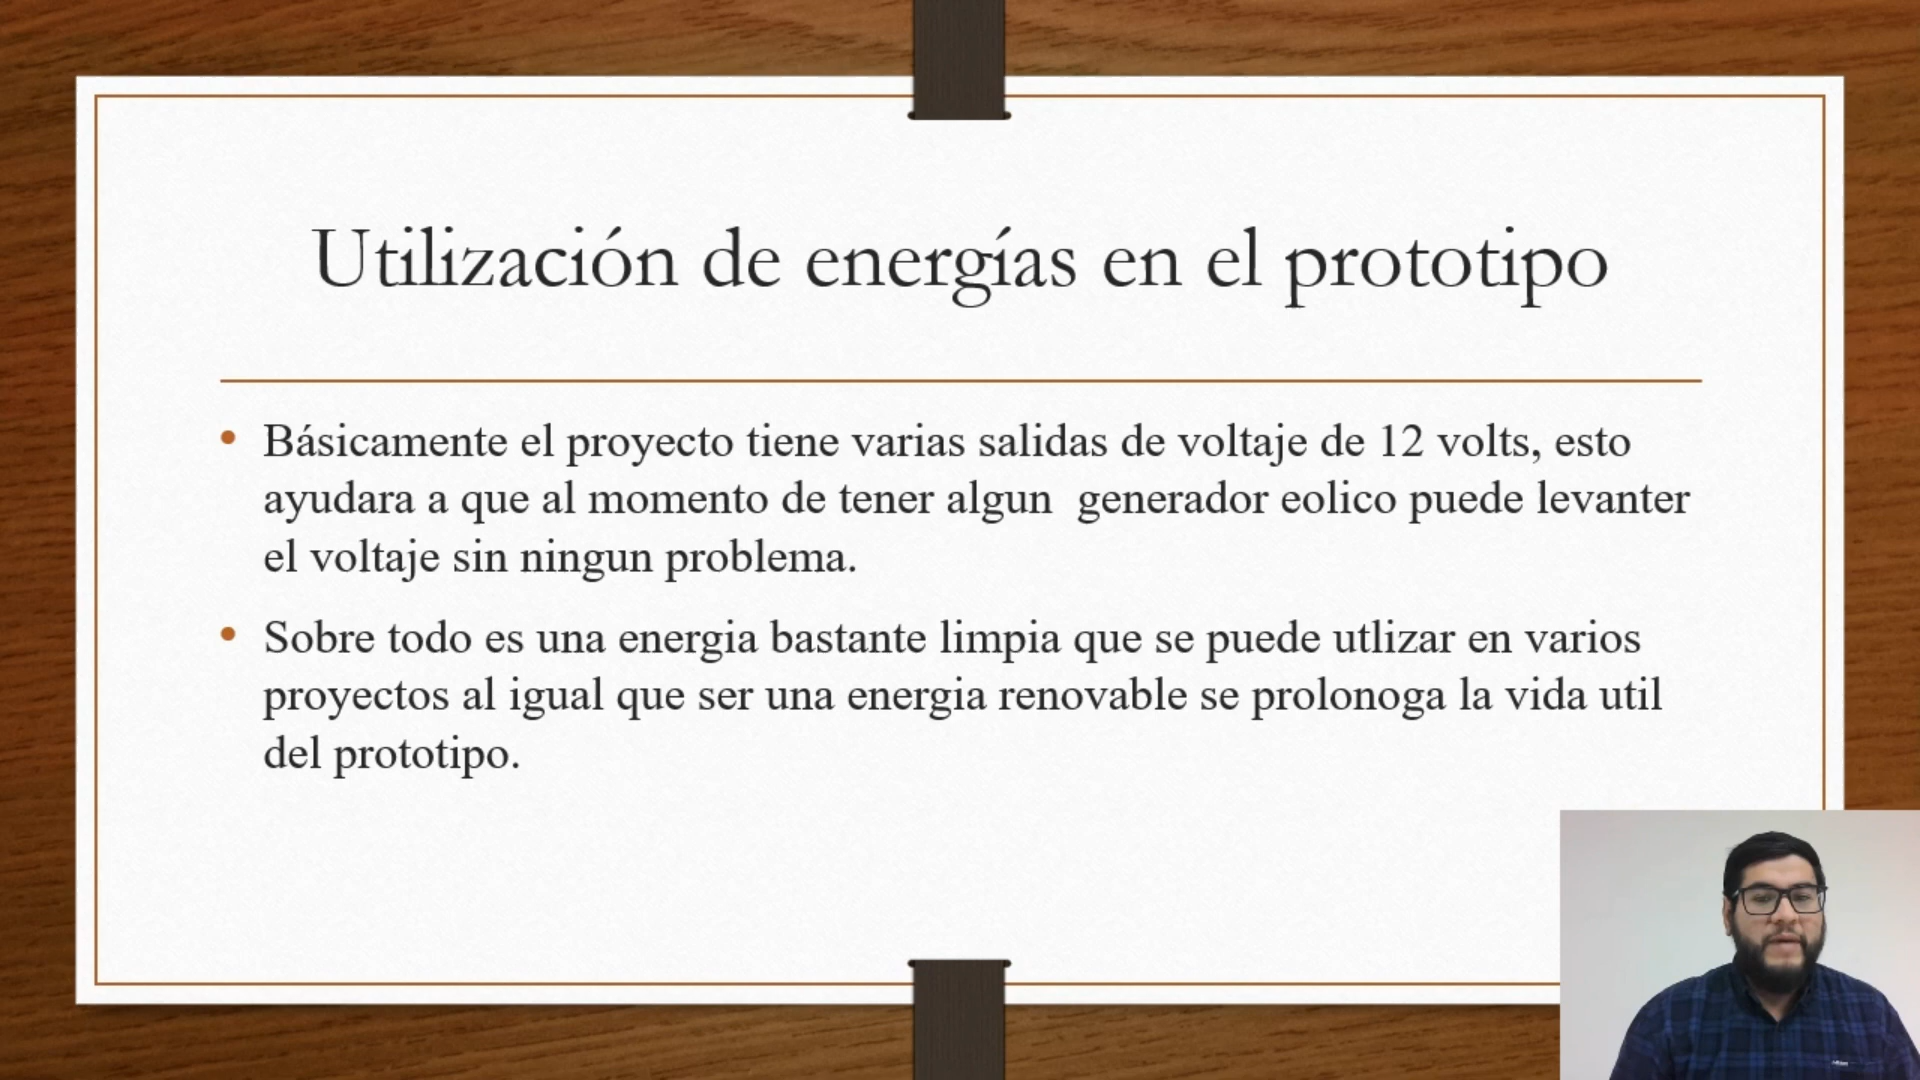 Utilización de energías en el prototipo
• Básicamente el proyecto tiene varias salidas de voltaje de 12 volts, esto
ayudara a que al momento de tener algun  generador eolico puede levanter
el voltaje sin ningun problema.
• Sobre todo es una energia bastante limpia que se puede utlizar en varios
proyectos al igual que ser una energia renovable se prolonoga la vida util
del prototipo.